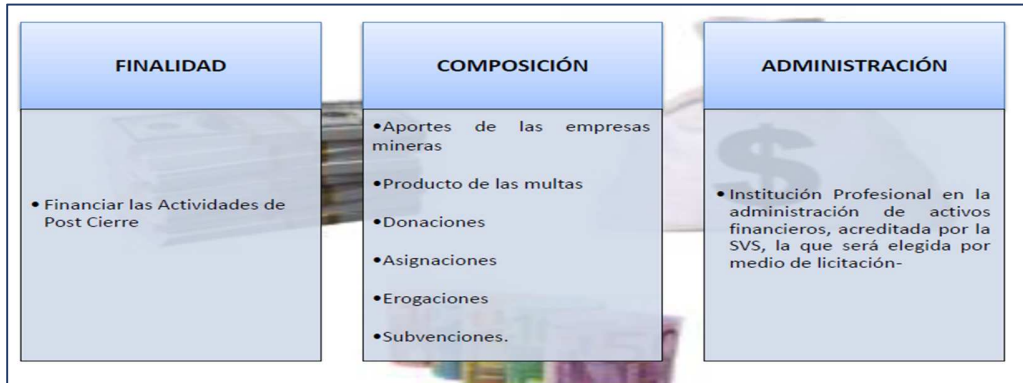 FINALIDAD
• Financiar las Actividades de
Post Cierre
COMPOSICIÓN
•Aportes de las empresas
mineras
•Producto de las multas
•Donaciones
•Asignaciones
•Erogaciones
•Subvenciones.
ADMINISTRACIÓN
• Institución Profesional en la
administración de activos
financieros, acreditada por la
SVS, la que será elegida por
medio de licitación-